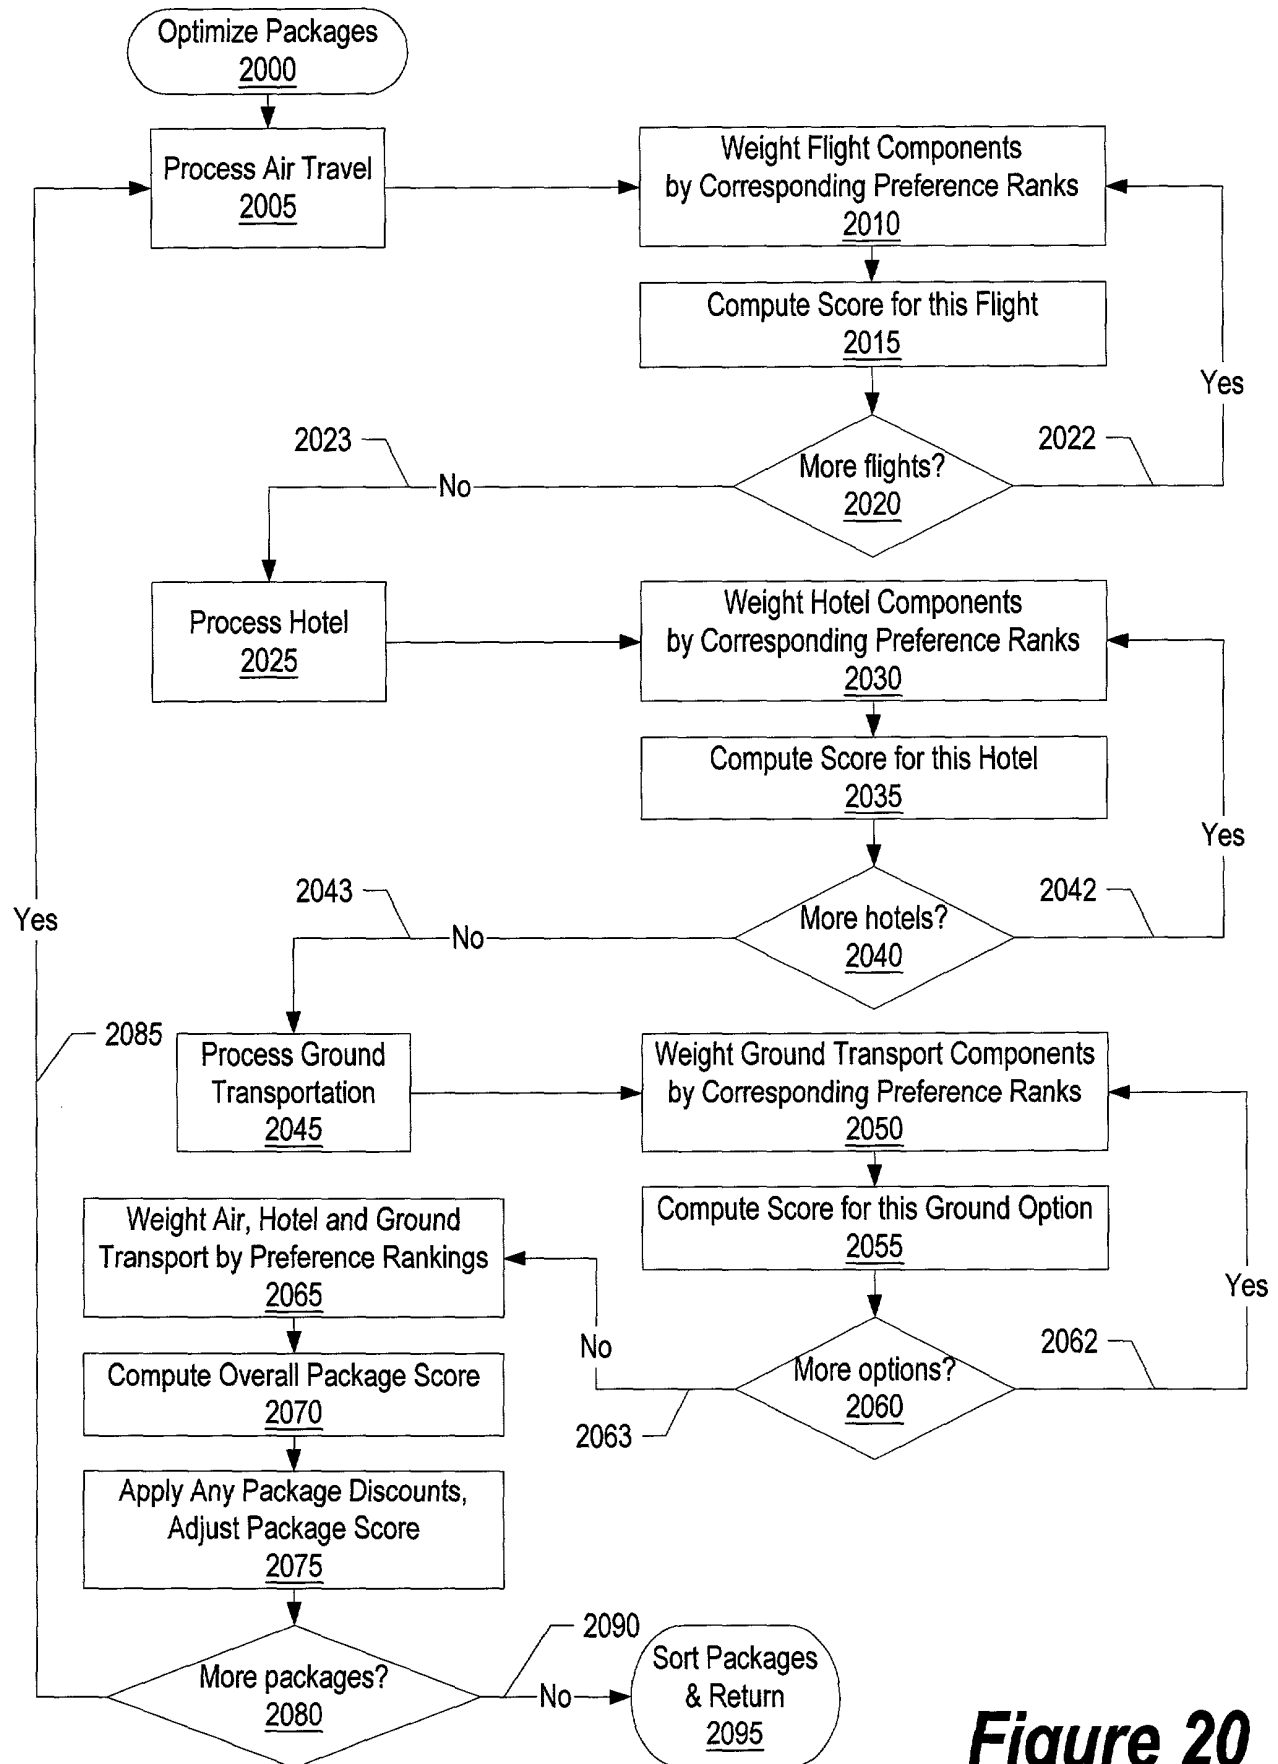 Optimize Packages
2000
Process Air Travel
2005
Weight Flight Components
by Corresponding Preference Ranks
2010
Compute Score for this Flight
2015
Yes
2023
2022
More flights?
2020
No
Process Hotel
2025
Weight Hotel Components
by Corresponding Preference Ranks
2030
Compute Score for this Hotel
2035
Yes
2043
2042
More hotels?
2040
No
Yes
2085
Process Ground
Transportation
2045
Weight Ground Transport Components
by Corresponding Preference Ranks
2050
Compute Score for this Ground Option
2055
Yes
Weight Air, Hotel and Ground
Transport by Preference Rankings
2065
No
2062
More options?
2060
2063
Compute Overall Package Score
2070
Apply Any Package Discounts,
Adjust Package Score
2075
2090
More packages?
2080
No
Sort Packages
& Return
2095
Figure 20